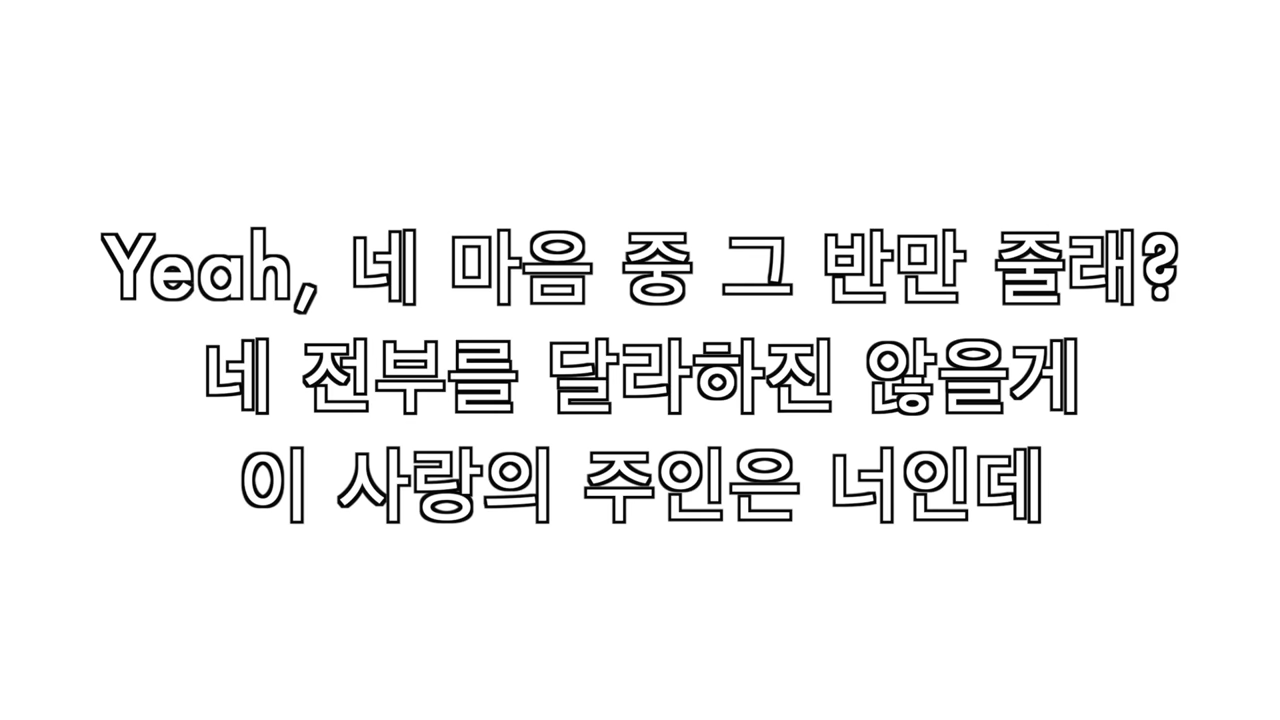 Yeah, 네 마음 중 그 반만 줄래?
네 전부를 달라하진 않을게
이 사랑의 주인은 너인데